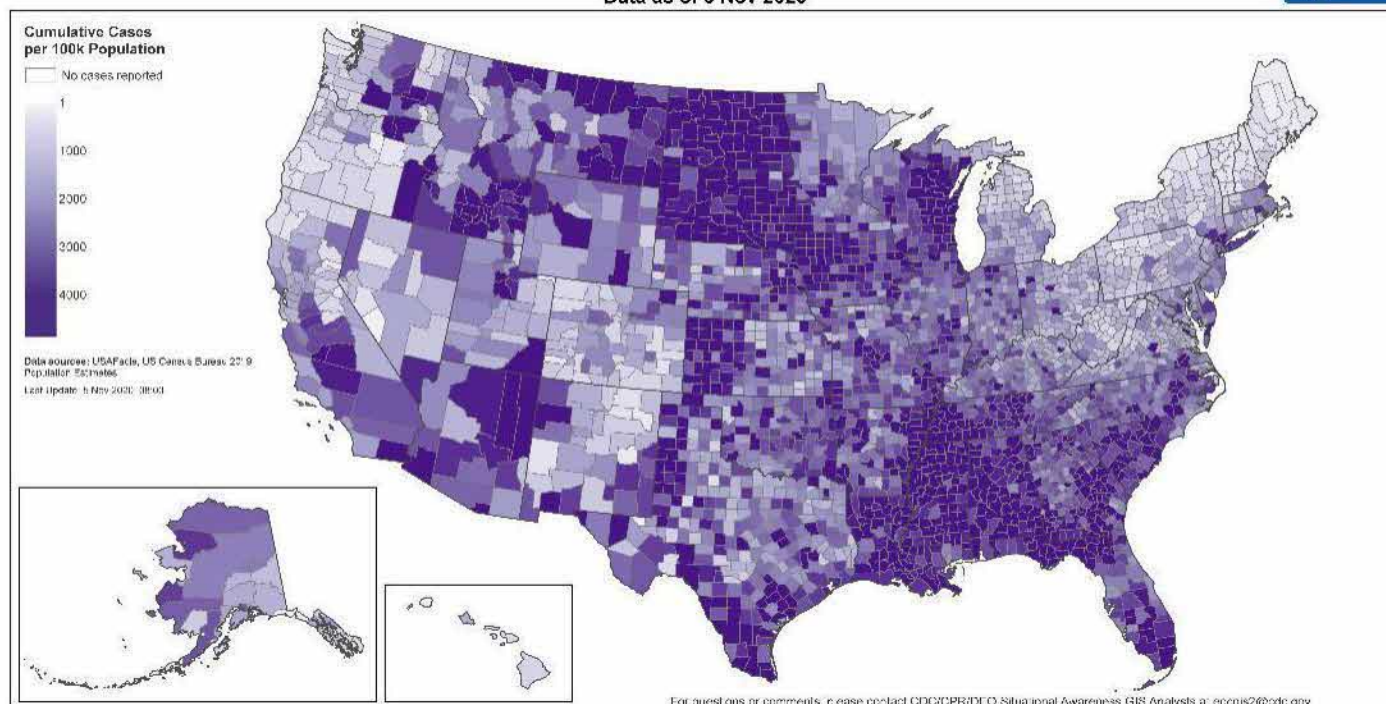 Data as of 5 Nov 2020
Cumulative Cases
per 100k Population
No cases reported
1
1000
2000
3000
4000
Data sources: USAFacts, US Census Bureau 2019
Population Estimates
Last Update: 5 Nov 2020, 08:00
For questions or comments, please contact CDC/CPR/DEO Situational Awareness GIS Analysts at